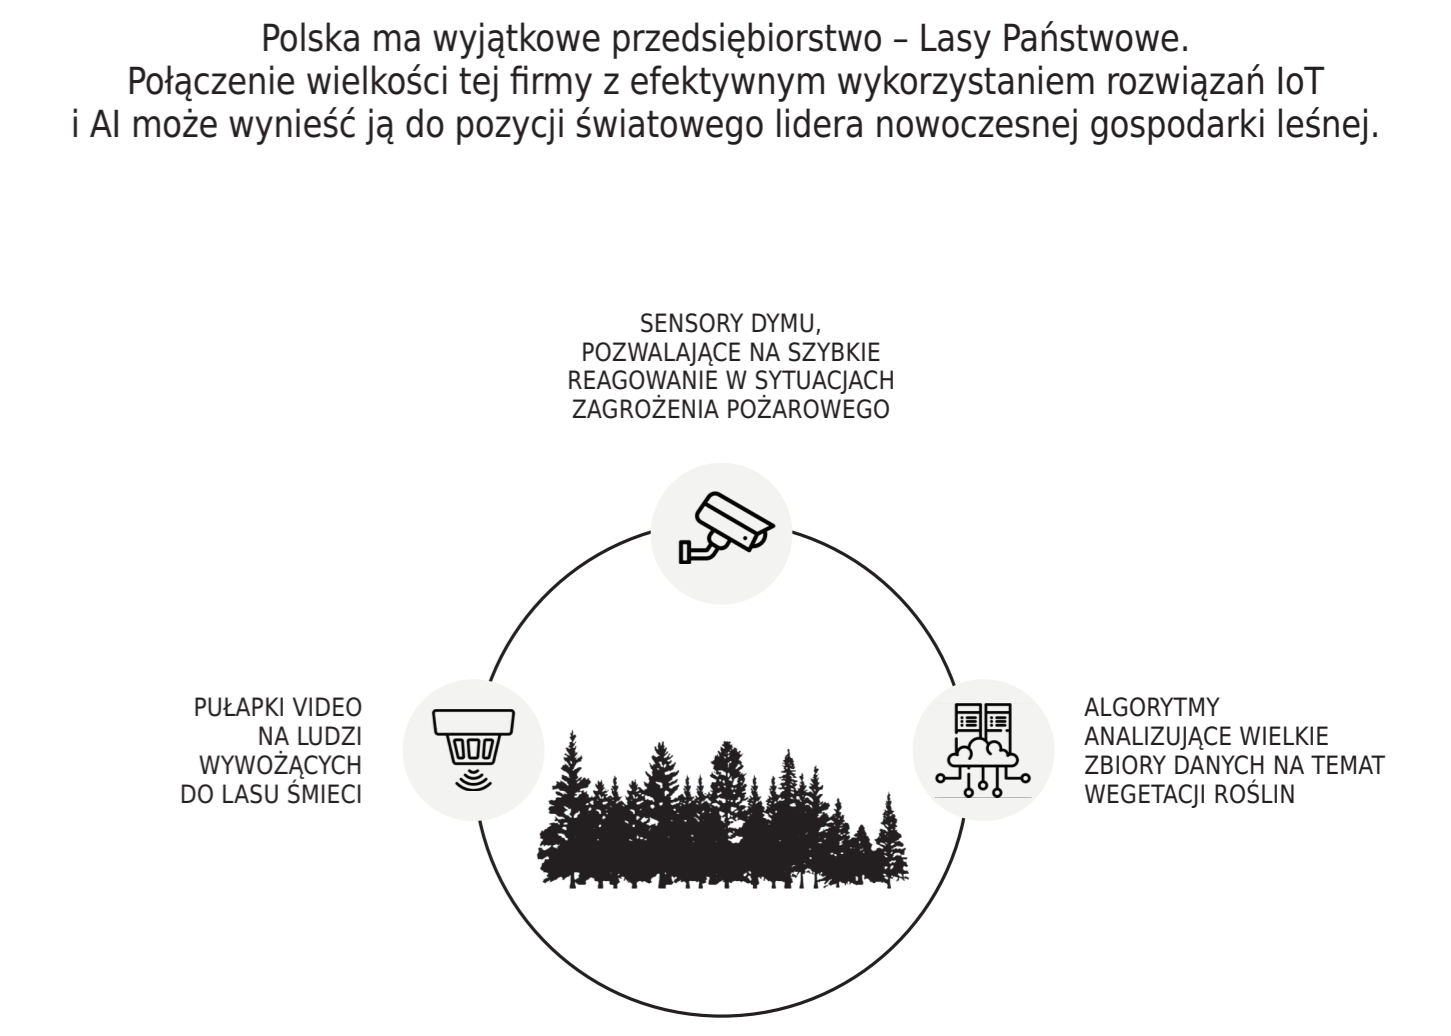 Polska ma wyjątkowe przedsiębiorstwo – Lasy Państwowe.
Połączenie wielkości tej firmy z efektywnym wykorzystaniem rozwiązań IoT
i AI może wynieść ją do pozycji światowego lidera nowoczesnej gospodarki leśnej.
SENSORY DYMU,
POZWALAJĄCE NA SZYBKIE
REAGOWANIE W SYTUACJACH
ZAGROŻENIA POŻAROWEGO
PUŁAPKI VIDEO
NA LUDZI
WYWOŻĄCYCH
DO LASU ŚMIECI
ALGORYTMY
ANALIZUJĄCE WIELKIE
ZBIORY DANYCH NA TEMAT
WEGETACJI ROŚLIN